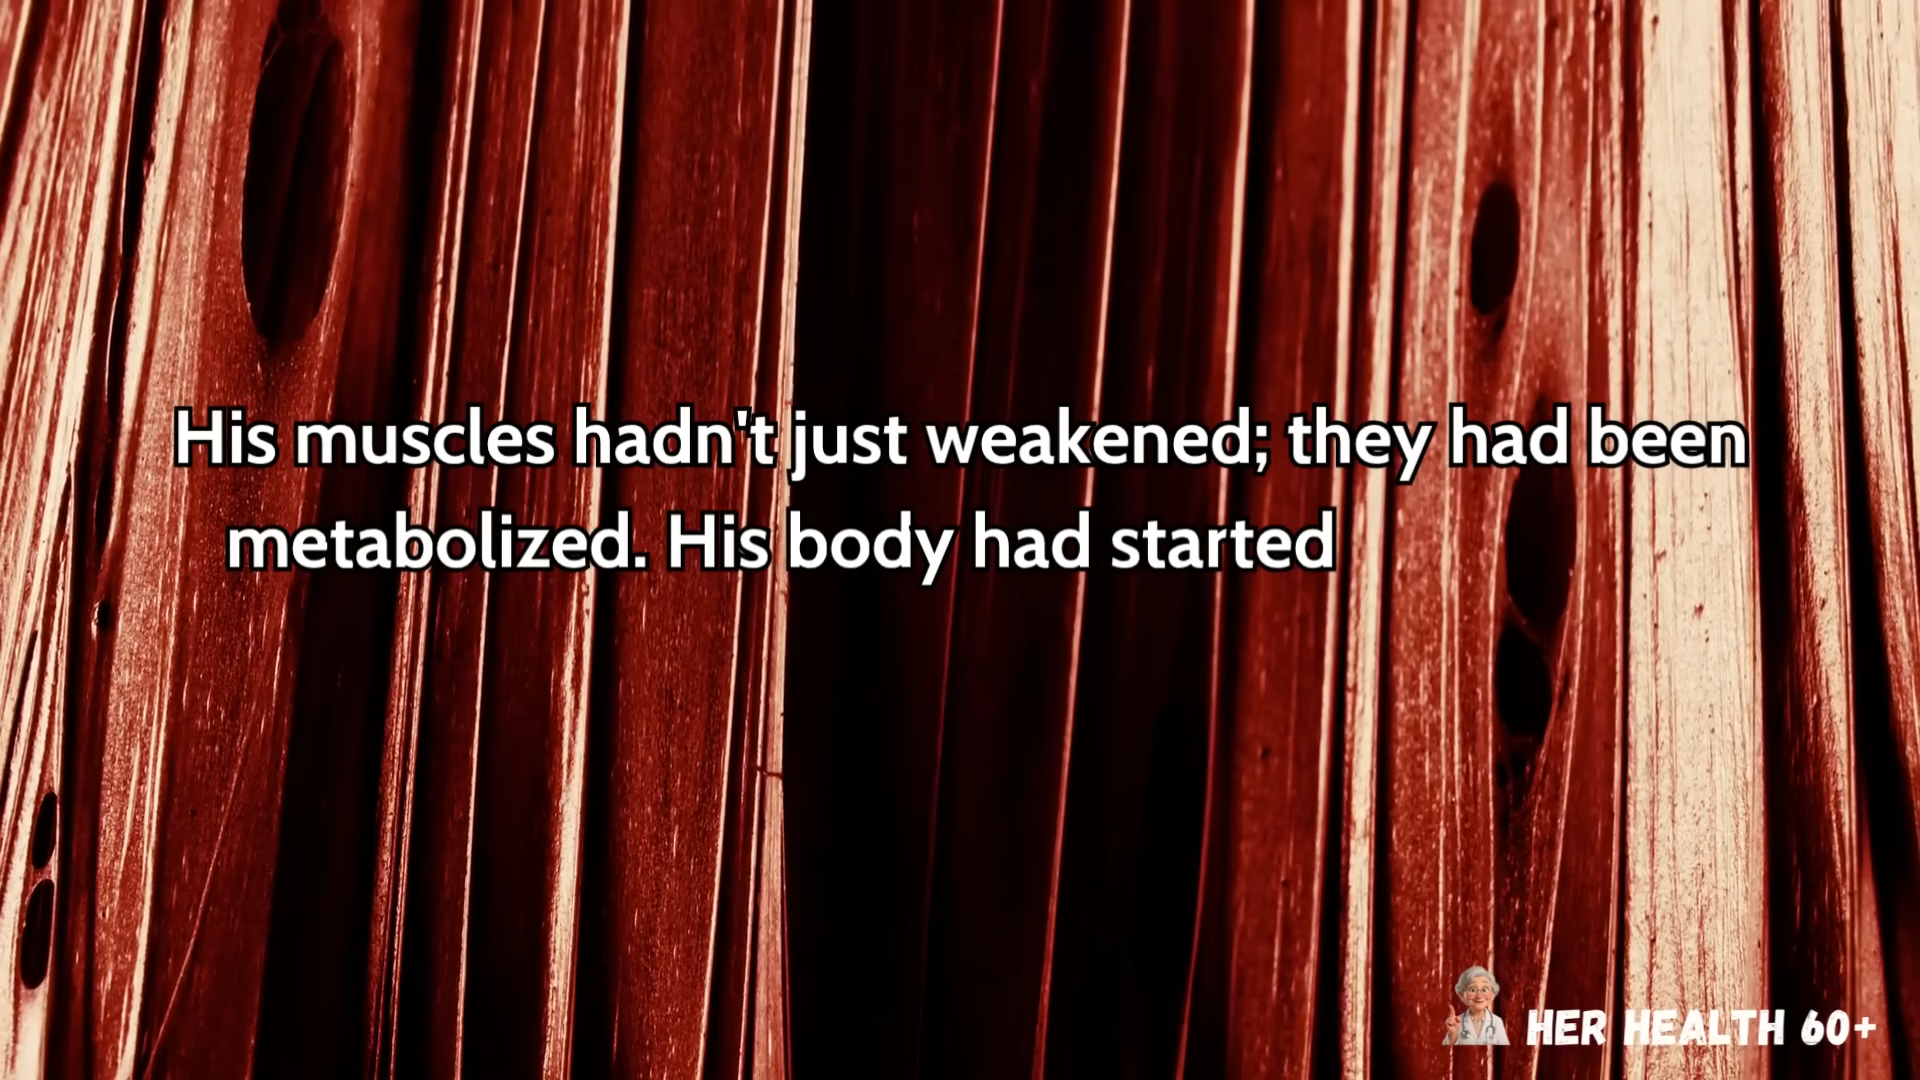 His muscles hadn't just weakened; they had been
metabolized. His body had started
HER HEALTH 60+